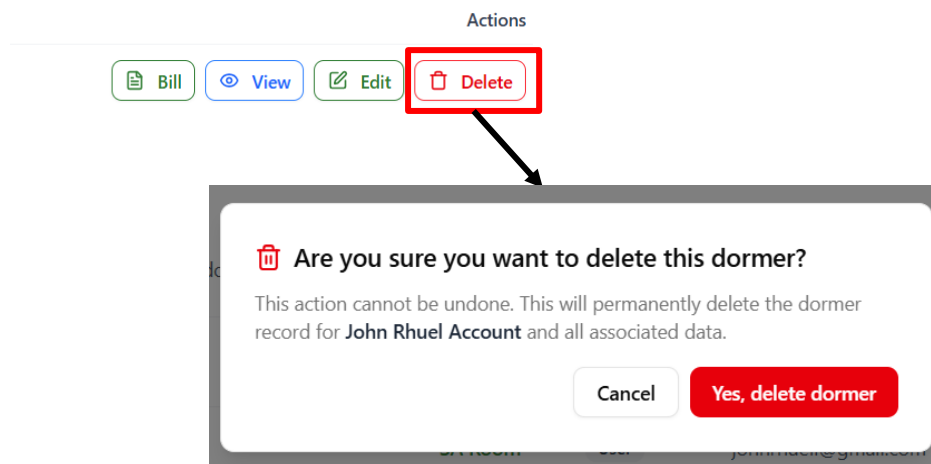 Actions
Bill View Edit Delete
Are you sure you want to delete this dormer?
This action cannot be undone. This will permanently delete the dormer
record for John Rhuel Account and all associated data.
Cancel Yes, delete dormer